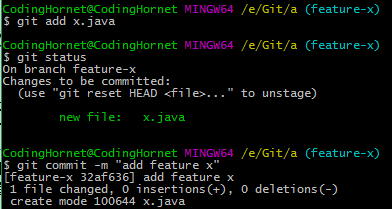 CodingHornet@CodingHornet MINGW64 /e/Git/a (feature-x)
$ git add x.java
CodingHornet@CodingHornet MINGW64 /e/Git/a (feature-x)
$ git status
On branch feature-x
Changes to be committed:
  (use "git reset HEAD <file>..." to unstage)
        new file:   x.java
CodingHornet@CodingHornet MINGW64 /e/Git/a (feature-x)
$ git commit -m "add feature x"
[feature-x 32af636] add feature x
 1 file changed, 0 insertions(+), 0 deletions(-)
 create mode 100644 x.java